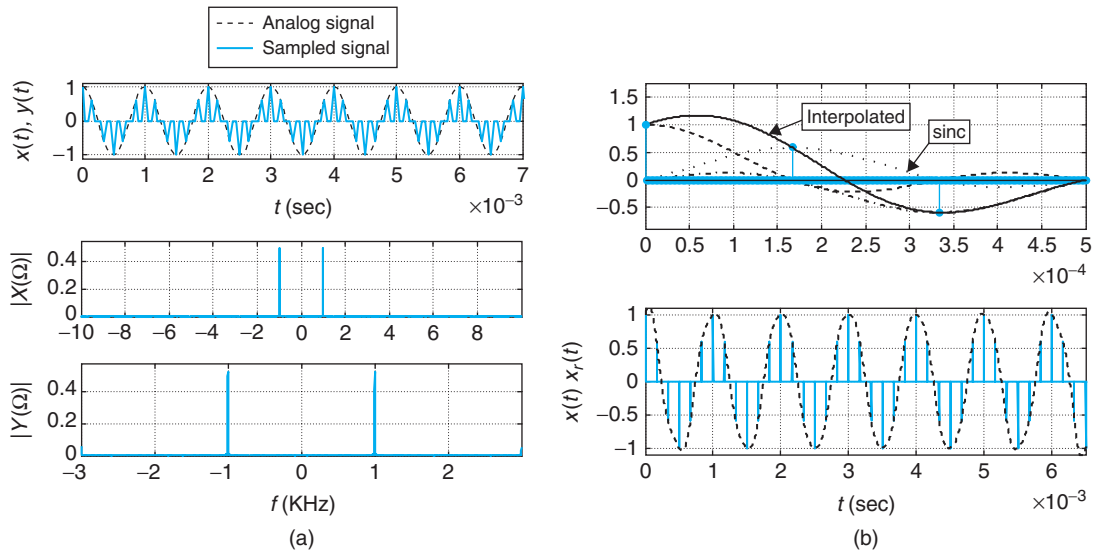 Analog signal
Sampled signal
x(t), y(t)
1
0
−1
0 1 2 3 4 5 6 7
t (sec)
×10−3
|X(Ω)|
0.4
0.2
0
−10 −8 −6 −4 −2 0 2 4 6 8
|Y(Ω)|
0.4
0.2
0
−3 −2 −1 0 1 2
f (KHz)
(a)
1.5
1
0.5
0
−0.5
Interpolated
sinc
0 0.5 1 1.5 2 2.5 3 3.5 4 4.5 5
×10−4
x(t) xr(t)
1
0.5
0
−0.5
−1
0 1 2 3 4 5 6
t (sec)
×10−3
(b)